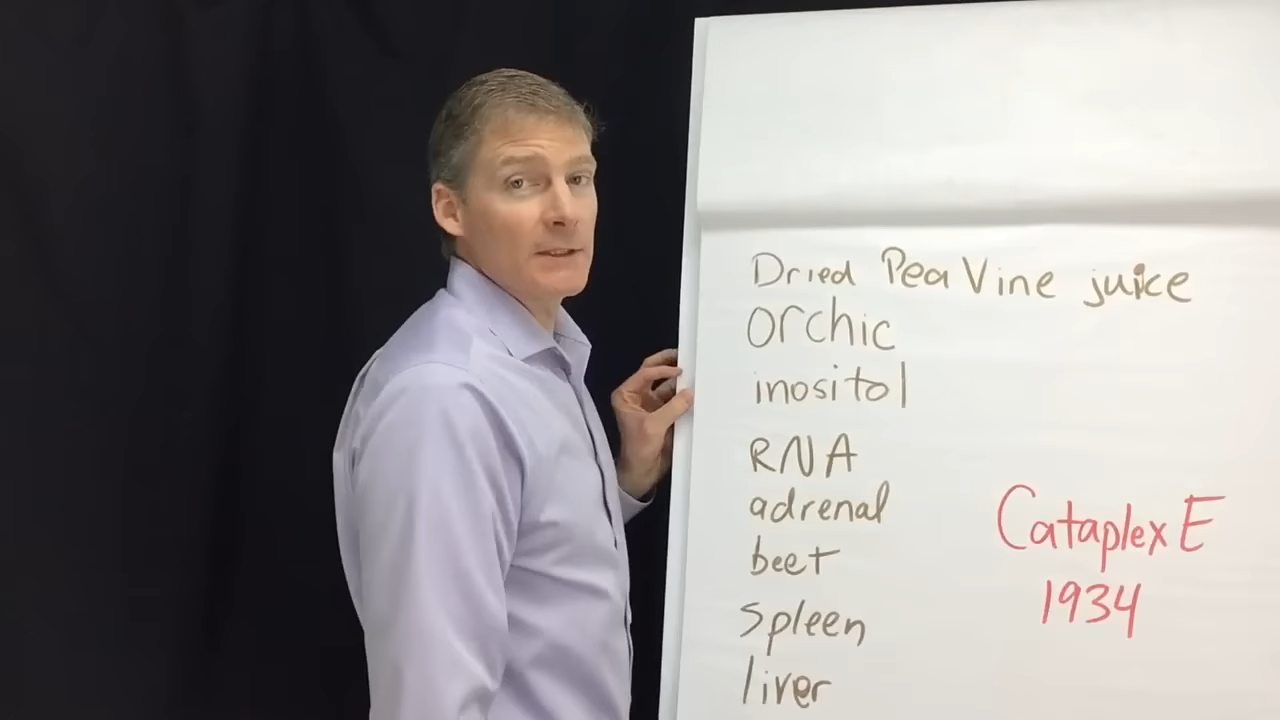 Dried Pea Vine juice
orchic
inositol
RNA
adrenal
beet
spleen
liver
Cataplex E
1934